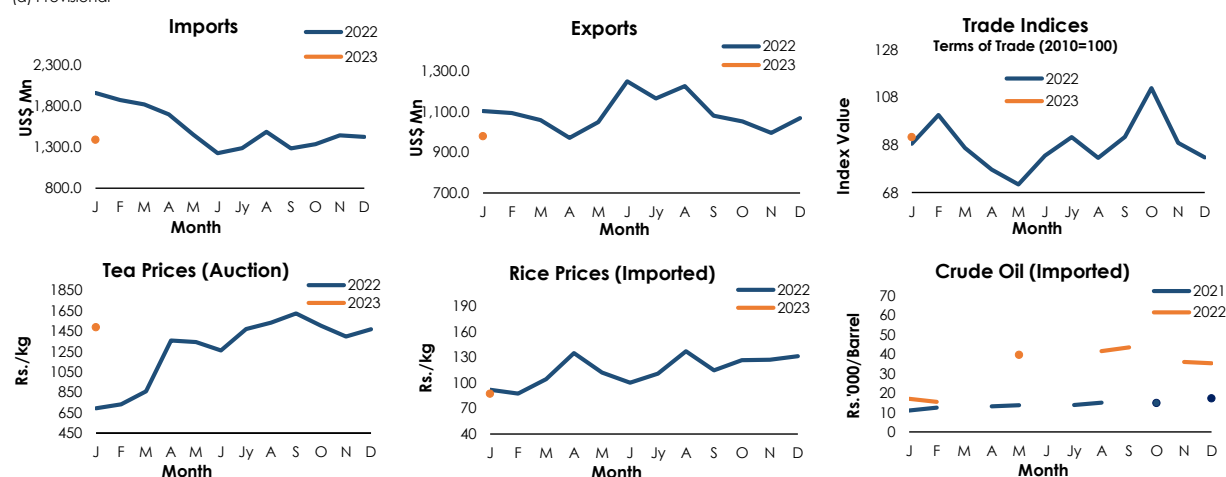 (a) Provisional
Imports
2022
2023
US$ Mn
2,300.0
1,800.0
1,300.0
800.0
J F M A M J Jy A S O N D
Month
Exports
2022
2023
US$ Mn
1,300.0
1,100.0
900.0
700.0
J F M A M J Jy A S O N D
Month
Trade Indices
Terms of Trade (2010=100)
2022
2023
Index Value
128
108
88
68
J F M A M J Jy A S O N D
Month
Tea Prices (Auction)
2022
2023
Rs./kg
1850
1650
1450
1250
1050
850
650
450
J F M A M J Jy A S O N D
Month
Rice Prices (Imported)
2022
2023
Rs./kg
190
160
130
100
70
40
J F M A M J Jy A S O N D
Month
Crude Oil (Imported)
2021
2022
Rs.'000/Barrel
70
60
50
40
30
20
10
0
J F M A M J Jy A S O N D
Month